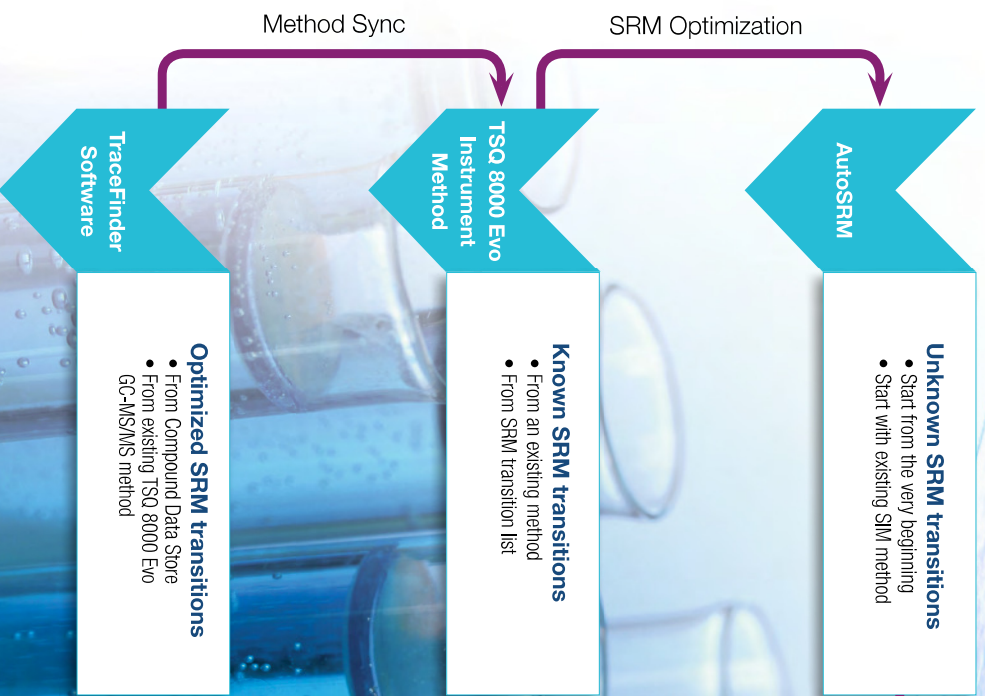 Method Sync
SRM Optimization
TraceFinder
Software
Optimized SRM transitions
• From Compound Data Store
• From existing TSQ 8000 Evo
GC-MS/MS method
TSQ 8000 Evo
Instrument
Method
Known SRM transitions
• From an existing method
• From SRM transition list
AutoSRM
Unknown SRM transitions
• Start from the very beginning
• Start with existing SIM method